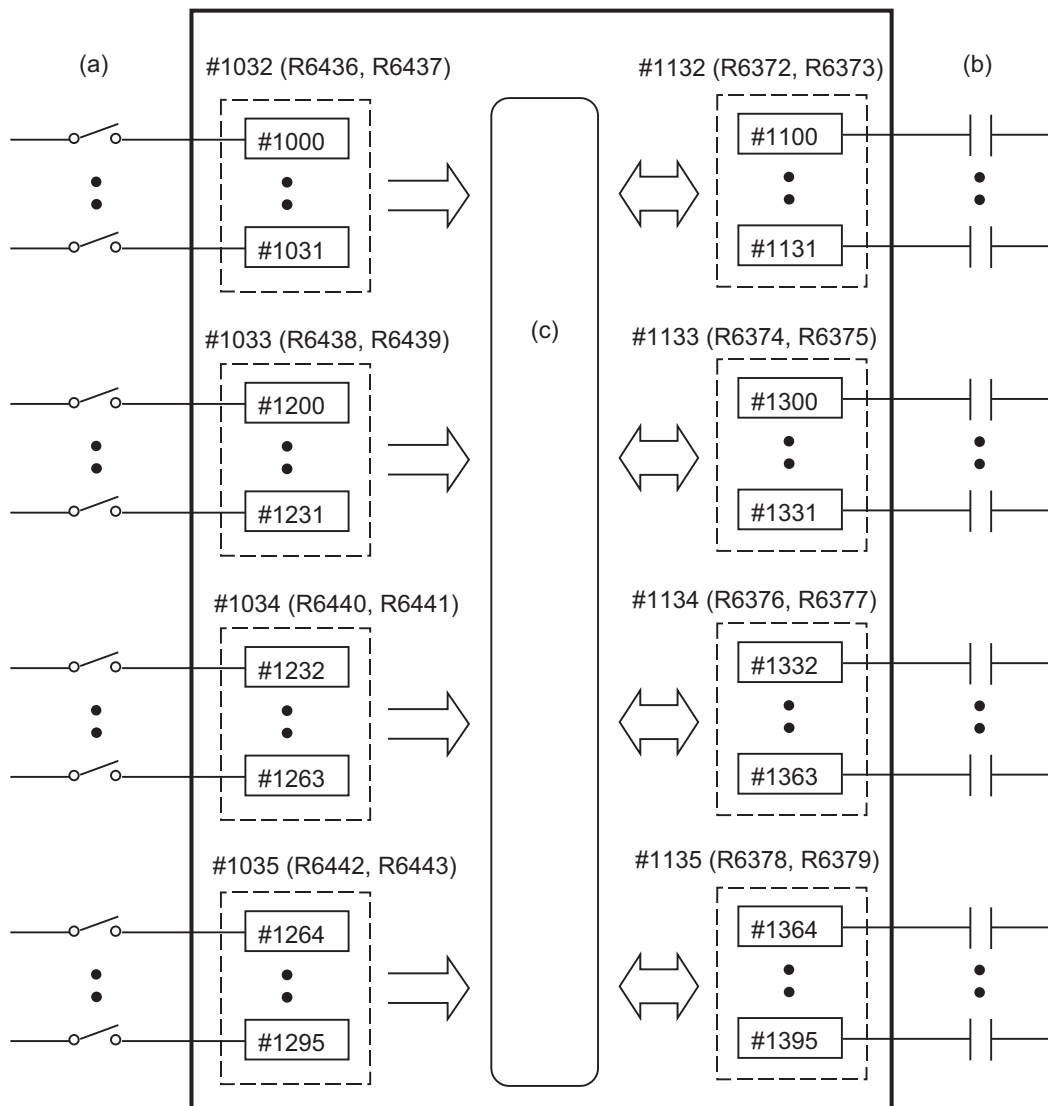 (a)
#1032 (R6436, R6437)
#1000
#1031
#1033 (R6438, R6439)
#1200
#1231
#1034 (R6440, R6441)
#1232
#1263
#1035 (R6442, R6443)
#1264
#1295
(c)
#1132 (R6372, R6373)
(b)
#1100
#1131
#1133 (R6374, R6375)
#1300
#1331
#1134 (R6376, R6377)
#1332
#1363
#1135 (R6378, R6379)
#1364
#1395